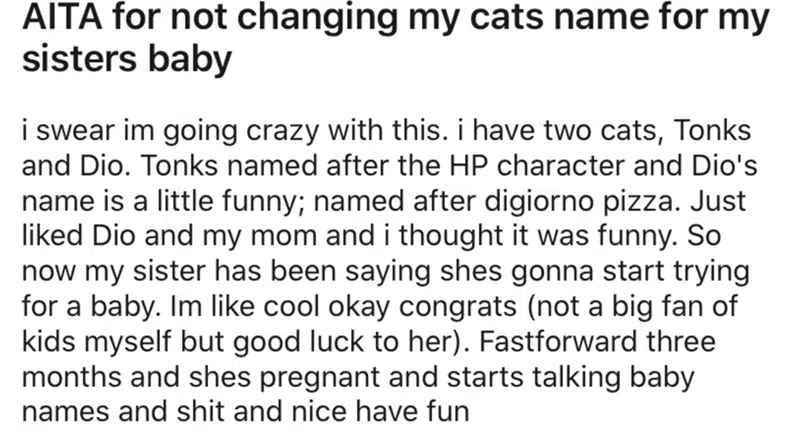 AITA for not changing my cats name for my
sisters baby
i swear im going crazy with this. i have two cats, Tonks
and Dio. Tonks named after the HP character and Dio's
name is a little funny; named after digiorno pizza. Just
liked Dio and my mom and i thought it was funny. So
now my sister has been saying shes gonna start trying
for a baby. Im like cool okay congrats (not a big fan of
kids myself but good luck to her). Fastforward three
months and shes pregnant and starts talking baby
names and shit and nice have fun